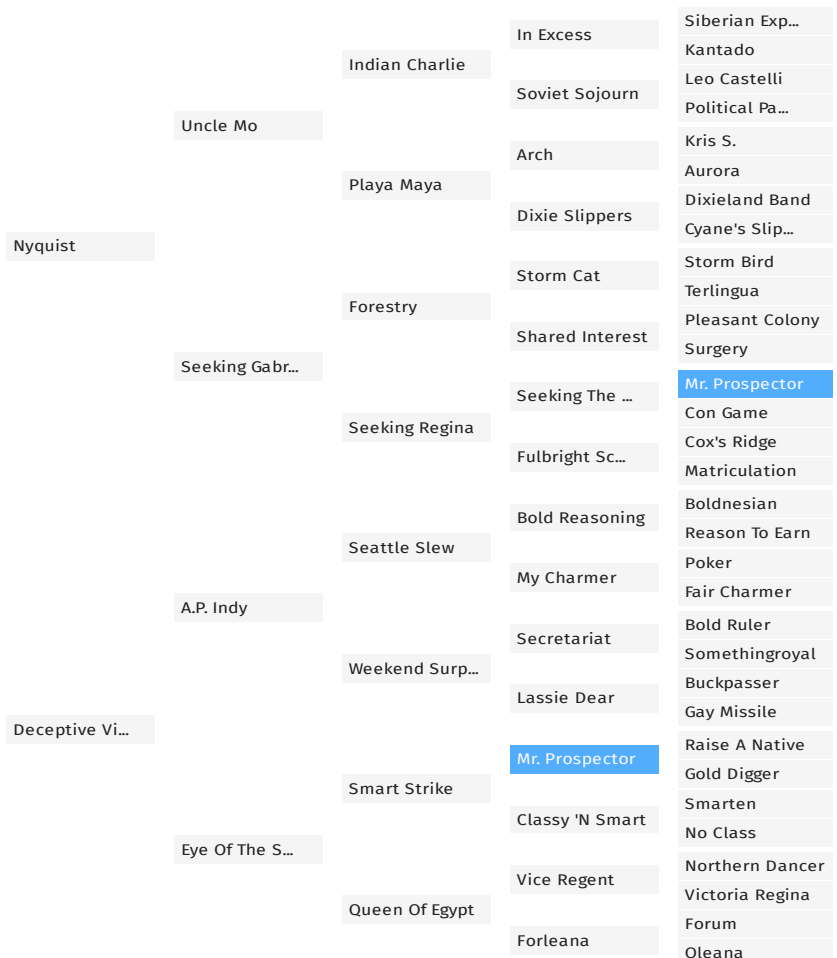 Nyquist
Deceptive Vi...
Uncle Mo
Seeking Gabr...
A.P. Indy
Eye Of The S...
Indian Charlie
Playa Maya
Forestry
Seeking Regina
Seattle Slew
Weekend Surp...
Smart Strike
Queen Of Egypt
In Excess
Soviet Sojourn
Arch
Dixie Slippers
Storm Cat
Shared Interest
Seeking The ...
Fulbright Sc...
Bold Reasoning
My Charmer
Secretariat
Lassie Dear
Mr. Prospector
Classy 'N Smart
Vice Regent
Forleana
Siberian Exp...
Kantado
Leo Castelli
Political Pa...
Kris S.
Aurora
Dixieland Band
Cyane's Slip...
Storm Bird
Terlingua
Pleasant Colony
Surgery
Mr. Prospector
Con Game
Cox's Ridge
Matriculation
Boldnesian
Reason To Earn
Poker
Fair Charmer
Bold Ruler
Somethingroyal
Buckpasser
Gay Missile
Raise A Native
Gold Digger
Smarten
No Class
Northern Dancer
Victoria Regina
Forum
Oleana